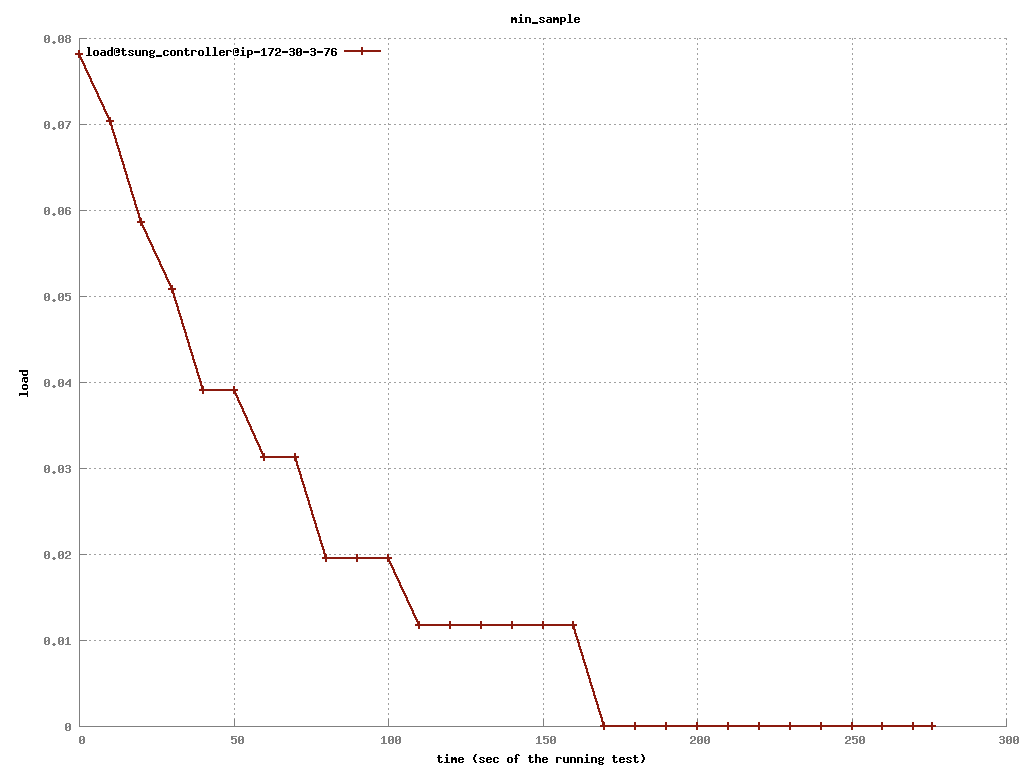 min_sample
load@tsung_controller@ip-172-30-3-76
0.08
0.07
0.06
0.05
0.04
0.03
0.02
0.01
0
load
0 50 100 150 200 250 300
time (sec of the running test)